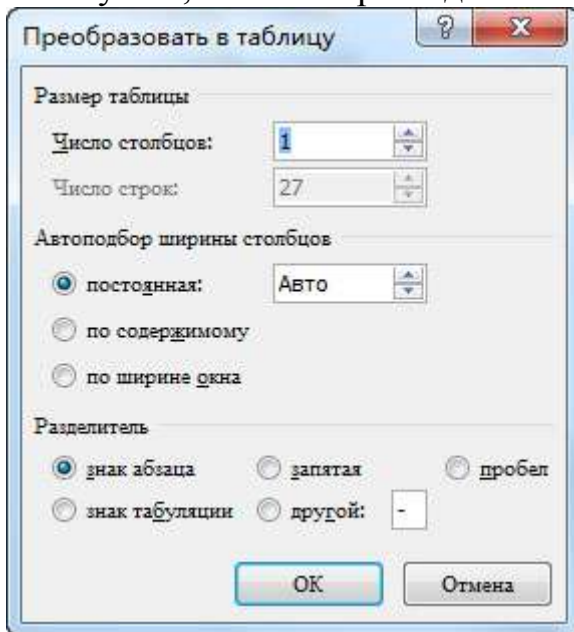 Преобразовать в таблицу
Размер таблицы
Число столбцов: 1
Число строк: 27
Автоподбор ширины столбцов
постоянная: Авто
по содержимому
по ширине окна
Разделитель
знак абзаца запятая пробел
знак табуляции другой: -
ОК Отмена